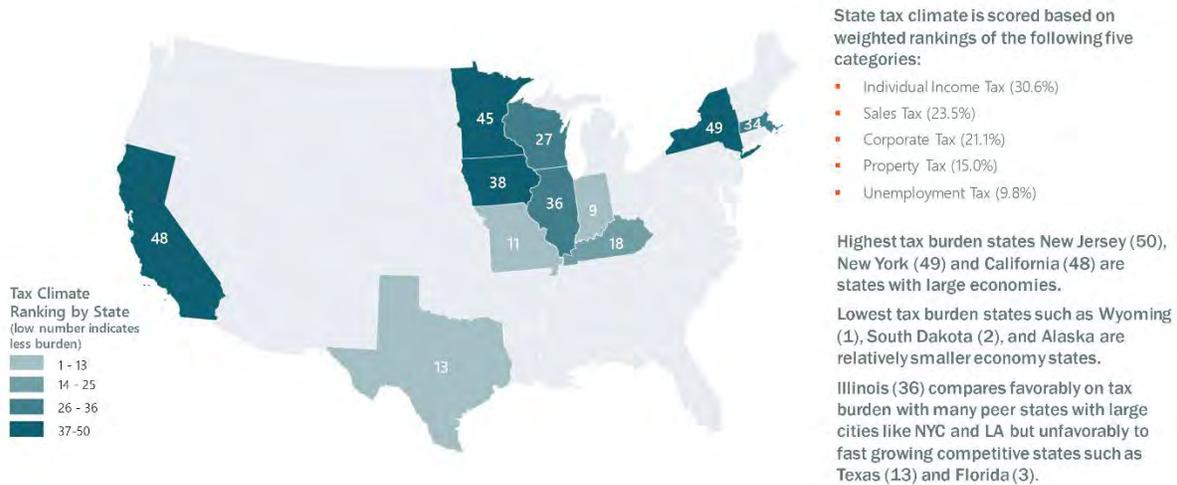 State tax climate is scored based on
weighted rankings of the following five
categories:
▪ Individual Income Tax (30.6%)
▪ Sales Tax (23.5%)
▪ Corporate Tax (21.1%)
▪ Property Tax (15.0%)
▪ Unemployment Tax (9.8%)
Highest tax burden states New Jersey (50),
New York (49) and California (48) are
states with large economies.
Lowest tax burden states such as Wyoming
(1), South Dakota (2), and Alaska are
relatively smaller economy states.
Illinois (36) compares favorably on tax
burden with many peer states with large
cities like NYC and LA but unfavorably to
fast growing competitive states such as
Texas (13) and Florida (3).
45
27
49
34
38
36
9
11
18
48
13
Tax Climate
Ranking by State
(low number indicates
less burden)
1 - 13
14 - 25
26 - 36
37-50